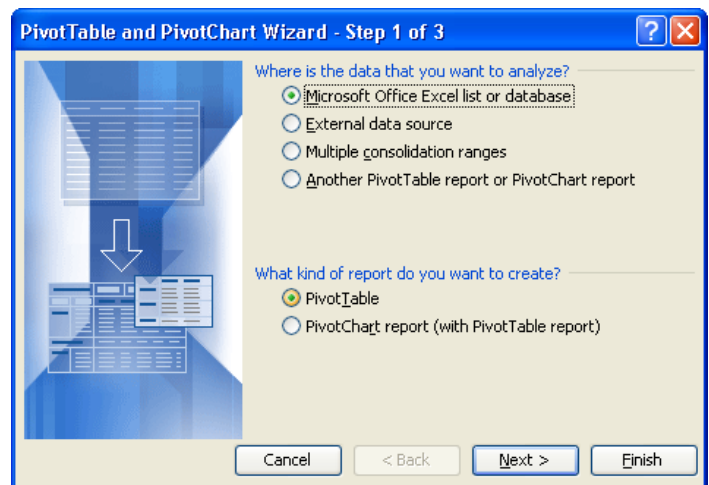 PivotTable and PivotChart Wizard - Step 1 of 3
Where is the data that you want to analyze?
Microsoft Office Excel list or database
External data source
Multiple consolidation ranges
Another PivotTable report or PivotChart report
What kind of report do you want to create?
PivotTable
PivotChart report (with PivotTable report)
Cancel < Back Next > Finish